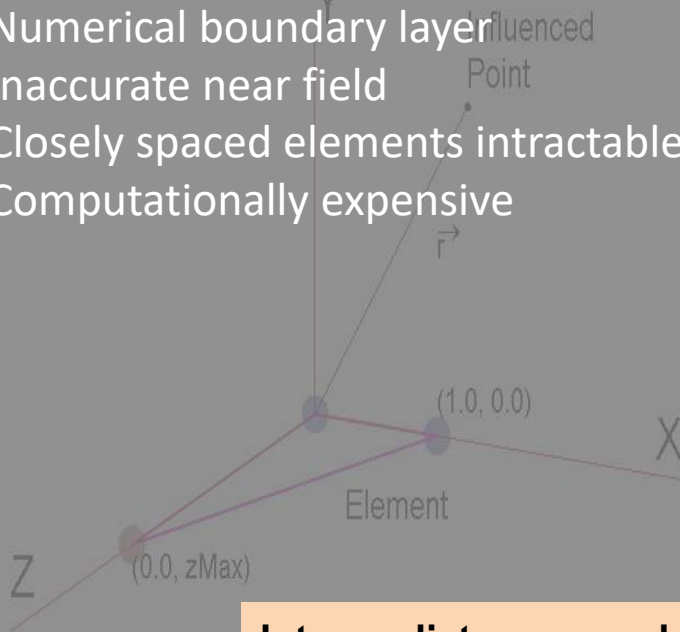 Numerical boundary layer
naccurate near field
Closely spaced elements intractable
Computationally expensive
Y
Influenced
Point
r⃗
(1.0, 0.0)
X
Element
(0.0, zMax)
Z